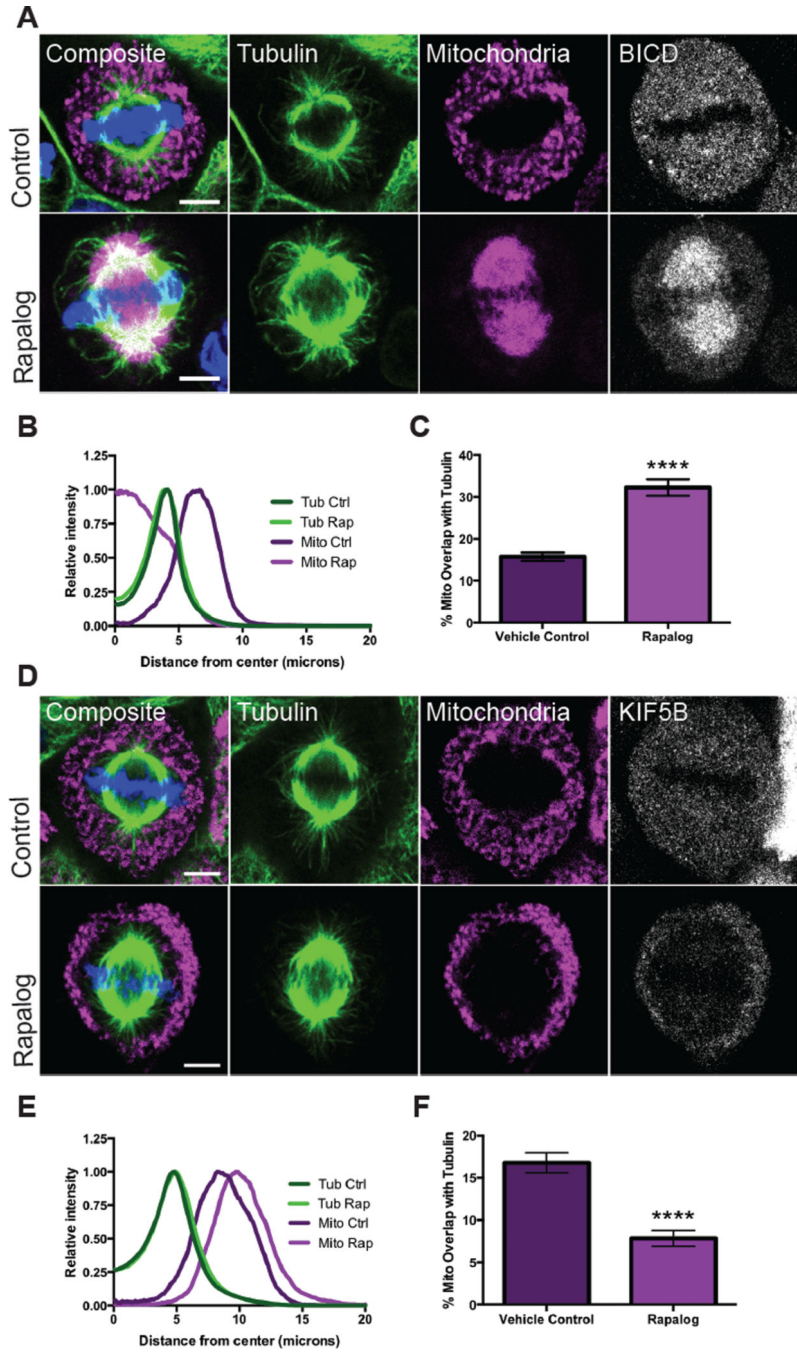 A
Composite Tubulin Mitochondria BICD
Control
Rapalog
B
1.25
1.00
0.75
0.50
0.25
0.00
0 5 10 15 20
Relative intensity
Distance from center (microns)
Tub Ctrl
Tub Rap
Mito Ctrl
Mito Rap
C
40
30
20
10
0
% Mito Overlap with Tubulin
****
Vehicle Control Rapalog
D
Composite Tubulin Mitochondria KIF5B
Control
Rapalog
E
1.25
1.00
0.75
0.50
0.25
0.00
0 5 10 15 20
Relative intensity
Distance from center (microns)
Tub Ctrl
Tub Rap
Mito Ctrl
Mito Rap
F
20
15
10
5
0
% Mito Overlap with Tubulin
****
Vehicle Control Rapalog